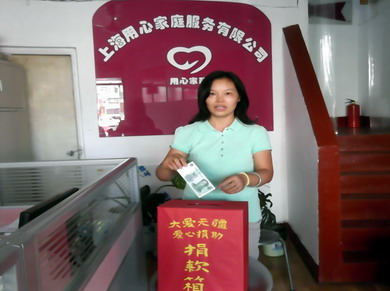 上海用心家庭服务有限公司
用心家庭
大爱无疆
爱心捐助
捐款箱